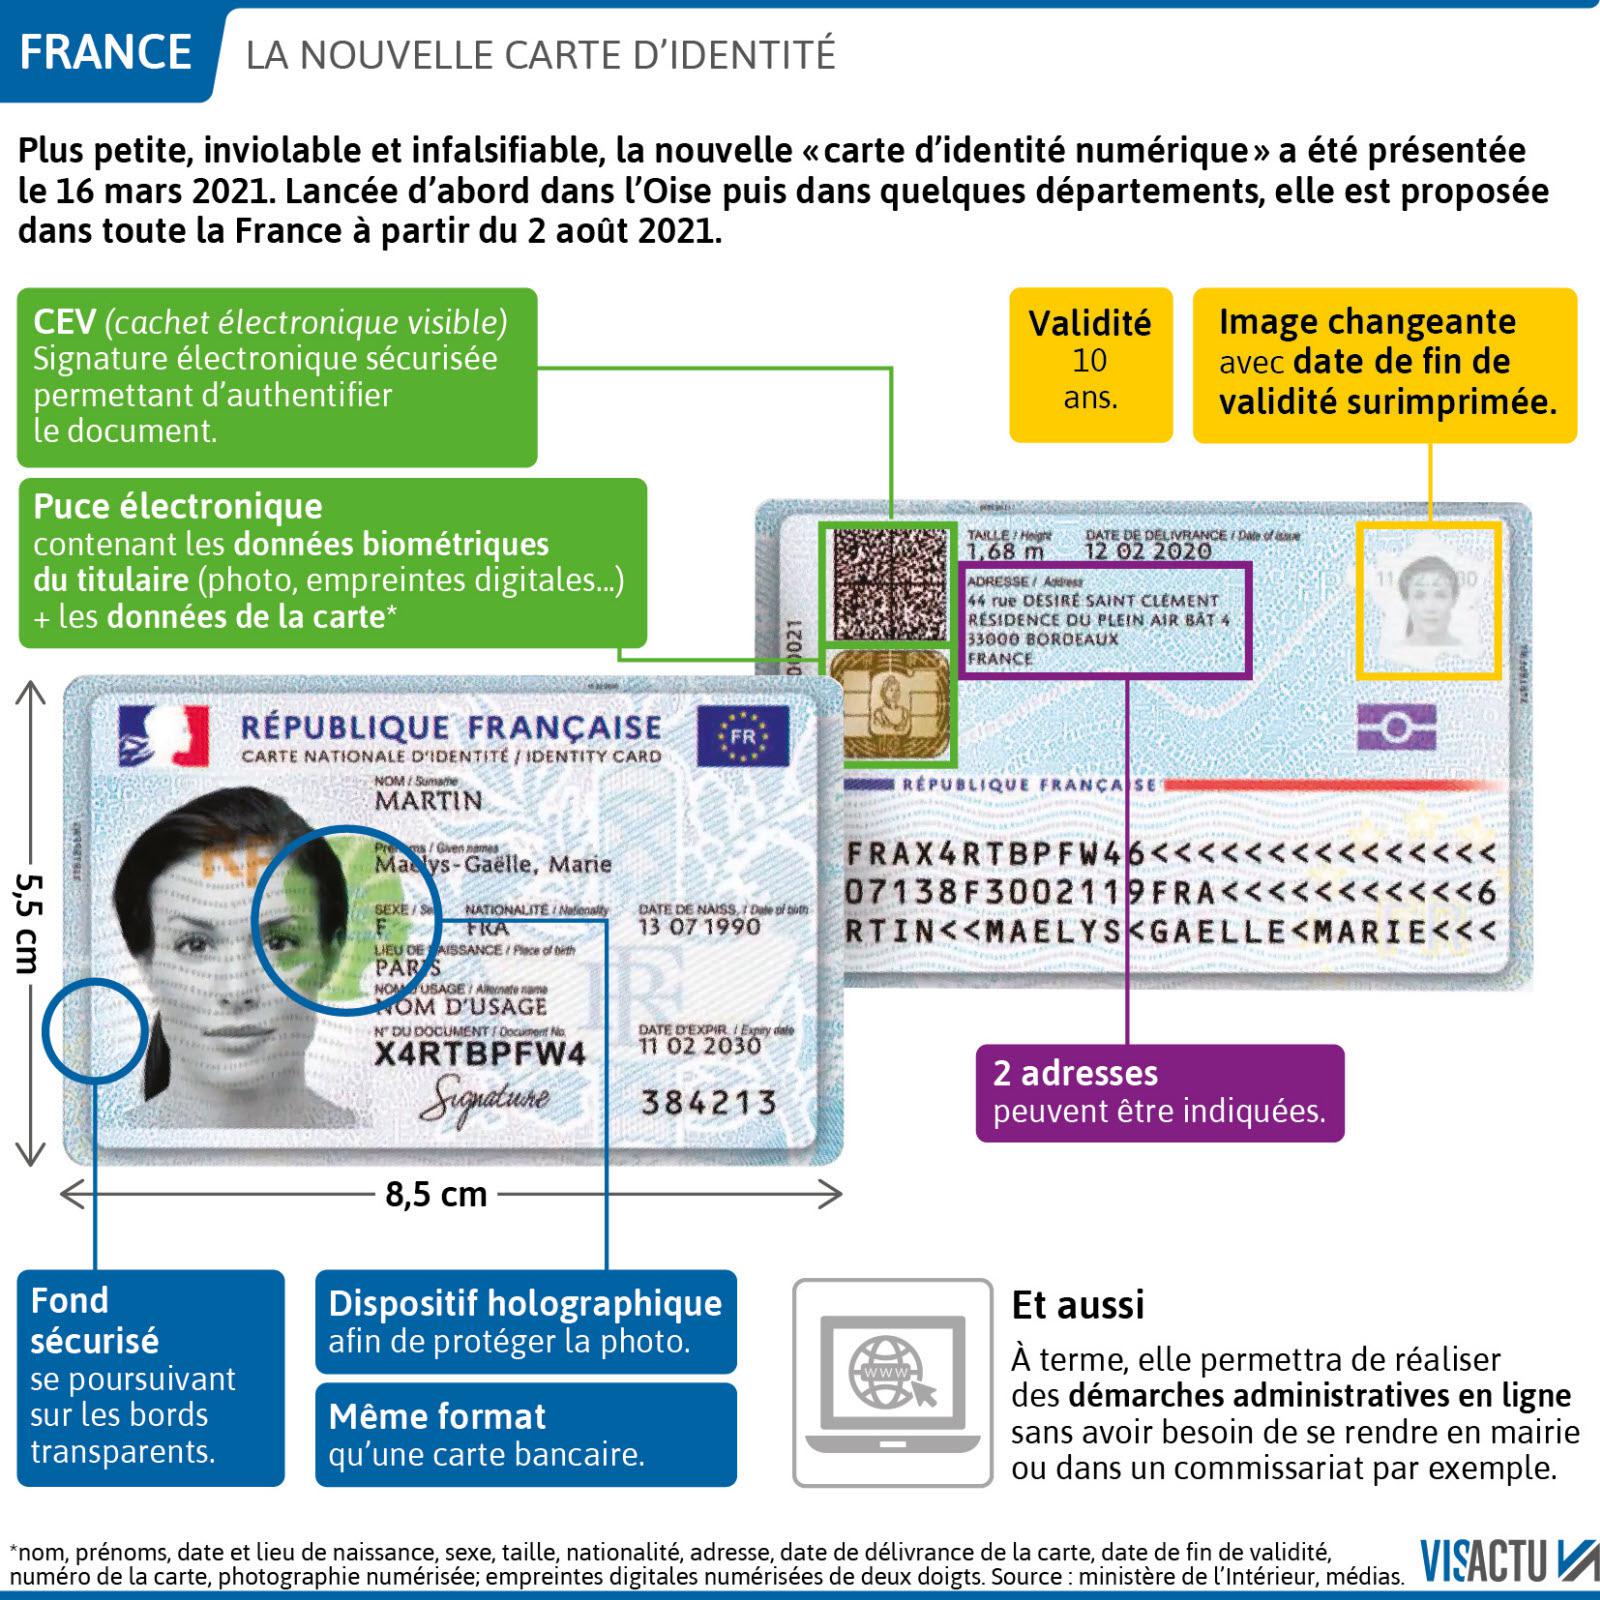 FRANCE
LA NOUVELLE CARTE D'IDENTITÉ
Plus petite, inviolable et infalsifiable, la nouvelle «carte d'identité numérique» a été présentée
le 16 mars 2021. Lancée d'abord dans l'Oise puis dans quelques départements, elle est proposée
dans toute la France à partir du 2 août 2021.
CEV (cachet électronique visible)
Signature électronique sécurisée
permettant d'authentifier
le document.
Validité
10
ans.
Image changeante
avec date de fin de
validité surimprimée.
Puce électronique
contenant les données biométriques
du titulaire (photo, empreintes digitales...)
+ les données de la carte*
TAILLE / Height
1,68 m
DATE DE DÉLIVRANCE / Date of issue
12 02 2020
ADRESSE / Address
44 rue DÉSIRÉ SAINT CLÉMENT
RÉSIDENCE DU PLEIN AIR BÂT 4
33000 BORDEAUX
FRANCE
11 02 2030
00021
RÉPUBLIQUE FRANÇAISE
FRAX4RTBPFW46<<<<<<<<<<<<<<<
07138F3002119FRA<<<<<<<<<<<6
RTIN<<MAELYS<GAELLE<MARIE<<<
RÉPUBLIQUE FRANÇAISE
CARTE NATIONALE D'IDENTITÉ / IDENTITY CARD
FR
NOM / Surname
MARTIN
Prénoms / Given names
Maëlys-Gaëlle, Marie
SEXE / Sex
F
NATIONALITÉ / Nationality
FRA
DATE DE NAISS. / Date of birth
13 07 1990
LIEU DE NAISSANCE / Place of birth
PARIS
NOM D'USAGE / Alternate name
NOM D'USAGE
N° DU DOCUMENT / Document No.
X4RTBPFW4
DATE D'EXPIR. / Expiry date
11 02 2030
Signature
384213
RF
5,5 cm
8,5 cm
2 adresses
peuvent être indiquées.
Fond
sécurisé
se poursuivant
sur les bords
transparents.
Dispositif holographique
afin de protéger la photo.
Même format
qu'une carte bancaire.
WWW
Et aussi
À terme, elle permettra de réaliser
des démarches administratives en ligne
sans avoir besoin de se rendre en mairie
ou dans un commissariat par exemple.
*nom, prénoms, date et lieu de naissance, sexe, taille, nationalité, adresse, date de délivrance de la carte, date de fin de validité,
numéro de la carte, photographie numérisée; empreintes digitales numérisées de deux doigts. Source : ministère de l'Intérieur, médias.
VISACTU